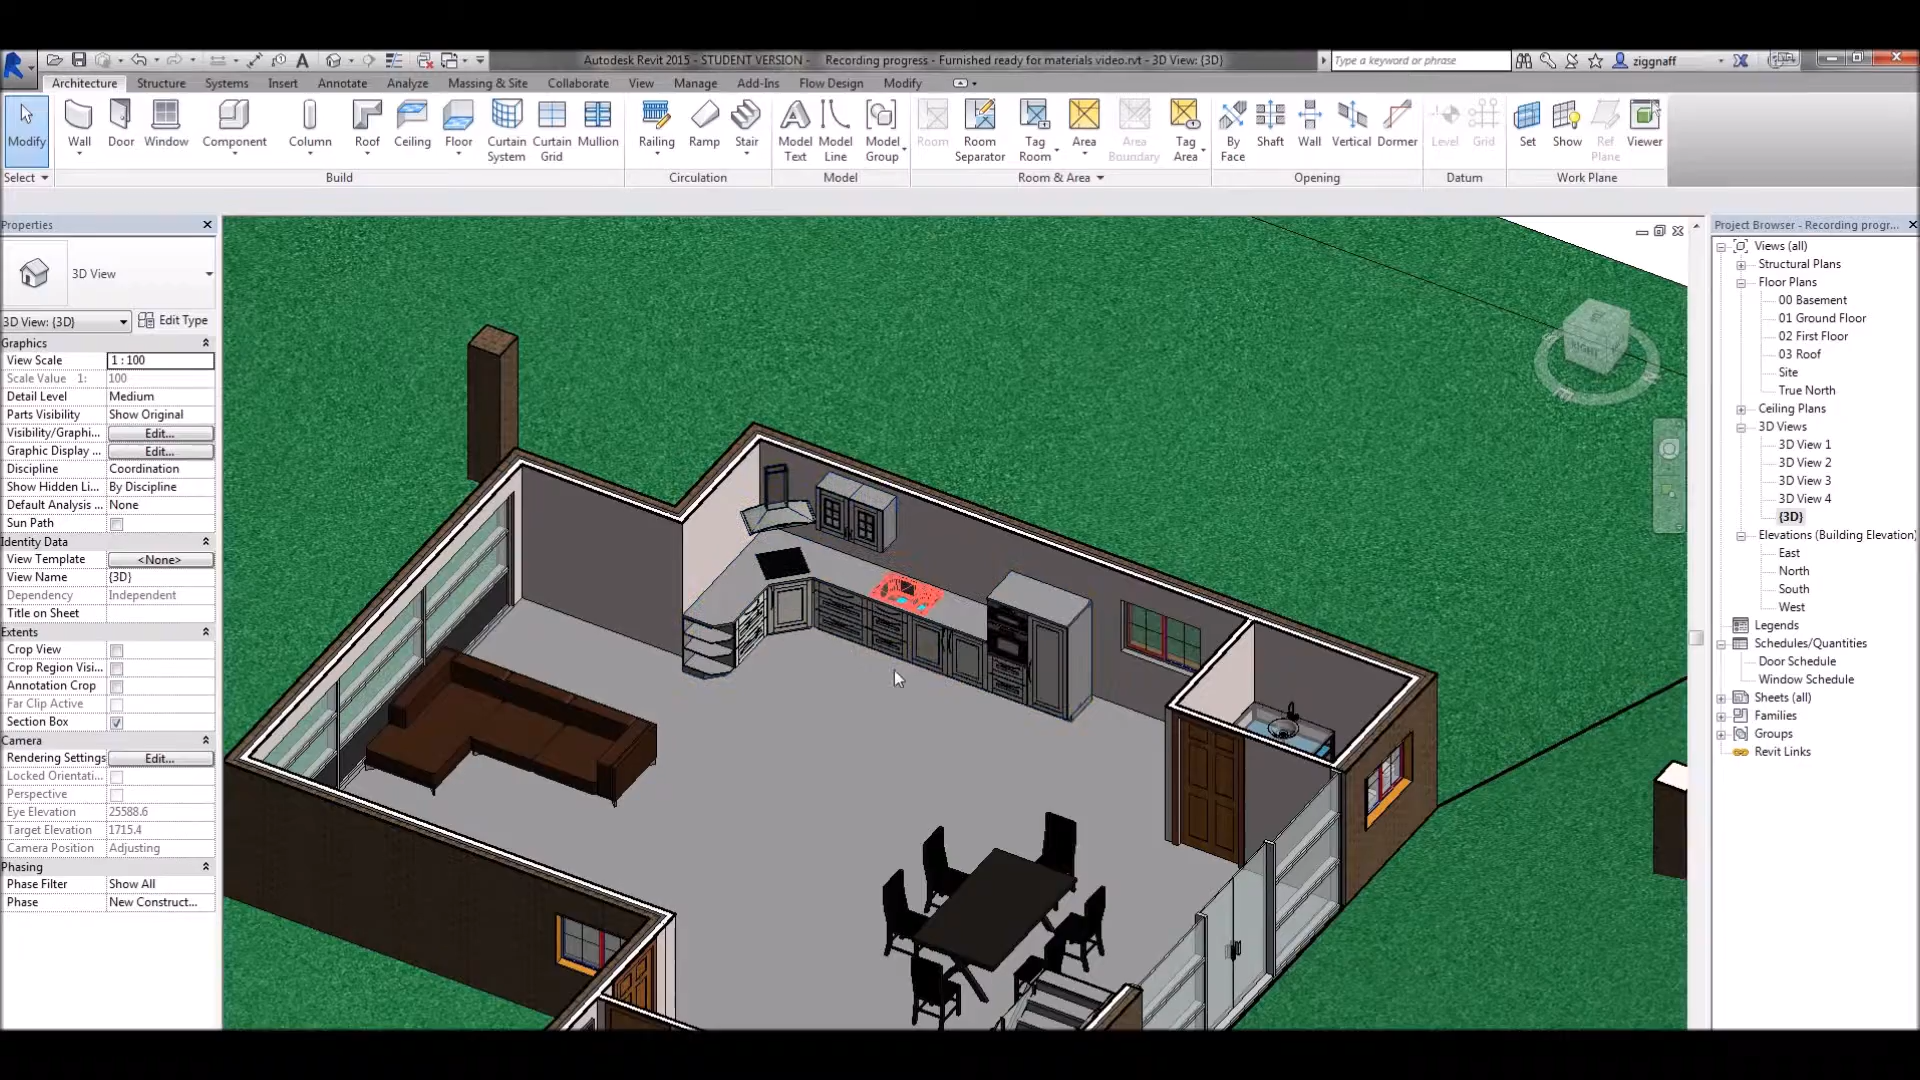 Autodesk Revit 2015 - STUDENT VERSION - Recording progress - Furnished ready for materials video.rvt - 3D View: {3D}
Type a keyword or phrase
ziggnaff
Architecture Structure Systems Insert Annotate Analyze Massing & Site Collaborate View Manage Add-Ins Flow Design Modify
Modify Wall Door Window Component Column Roof Ceiling Floor Curtain System Curtain Grid Mullion Railing Ramp Stair Model Text Model Line Model Group Room Room Separator Tag Room Area Area Boundary Tag Area By Face Shaft Wall Vertical Dormer Level Grid Set Show Ref Plane Viewer
Select Build Circulation Model Room & Area Opening Datum Work Plane
Properties
3D View
3D View: {3D} Edit Type
Graphics
View Scale 1 : 100
Scale Value 1: 100
Detail Level Medium
Parts Visibility Show Original
Visibility/Graphi... Edit...
Graphic Display ... Edit...
Discipline Coordination
Show Hidden Li... By Discipline
Default Analysis ... None
Sun Path
Identity Data
View Template <None>
View Name {3D}
Dependency Independent
Title on Sheet
Extents
Crop View
Crop Region Visi...
Annotation Crop
Far Clip Active
Section Box
Camera
Rendering Settings Edit...
Locked Orientati...
Perspective
Eye Elevation 25588.6
Target Elevation 1715.4
Camera Position Adjusting
Phasing
Phase Filter Show All
Phase New Construct...
RIGHT
Project Browser - Recording progr...
Views (all)
Structural Plans
Floor Plans
00 Basement
01 Ground Floor
02 First Floor
03 Roof
Site
True North
Ceiling Plans
3D Views
3D View 1
3D View 2
3D View 3
3D View 4
{3D}
Elevations (Building Elevation)
East
North
South
West
Legends
Schedules/Quantities
Door Schedule
Window Schedule
Sheets (all)
Families
Groups
Revit Links